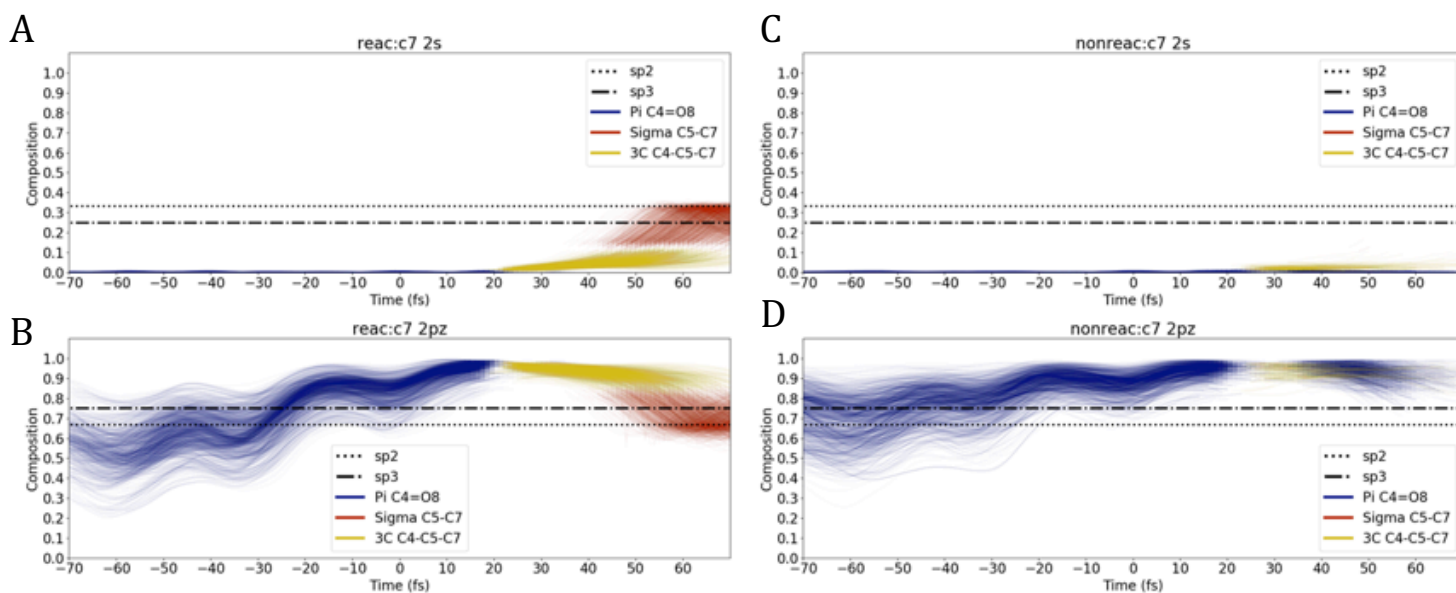 A
reac:c7 2s
1.0
0.9
0.8
0.7
0.6
0.5
0.4
0.3
0.2
0.1
0.0
Composition
sp2
sp3
Pi C4=O8
Sigma C5-C7
3C C4-C5-C7
−70 −60 −50 −40 −30 −20 −10 0 10 20 30 40 50 60
Time (fs)
C
nonreac:c7 2s
1.0
0.9
0.8
0.7
0.6
0.5
0.4
0.3
0.2
0.1
0.0
Composition
sp2
sp3
Pi C4=O8
Sigma C5-C7
3C C4-C5-C7
−70 −60 −50 −40 −30 −20 −10 0 10 20 30 40 50 60
Time (fs)
B
reac:c7 2pz
1.0
0.9
0.8
0.7
0.6
0.5
0.4
0.3
0.2
0.1
0.0
Composition
sp2
sp3
Pi C4=O8
Sigma C5-C7
3C C4-C5-C7
−70 −60 −50 −40 −30 −20 −10 0 10 20 30 40 50 60
Time (fs)
D
nonreac:c7 2pz
1.0
0.9
0.8
0.7
0.6
0.5
0.4
0.3
0.2
0.1
0.0
Composition
sp2
sp3
Pi C4=O8
Sigma C5-C7
3C C4-C5-C7
−70 −60 −50 −40 −30 −20 −10 0 10 20 30 40 50 60
Time (fs)